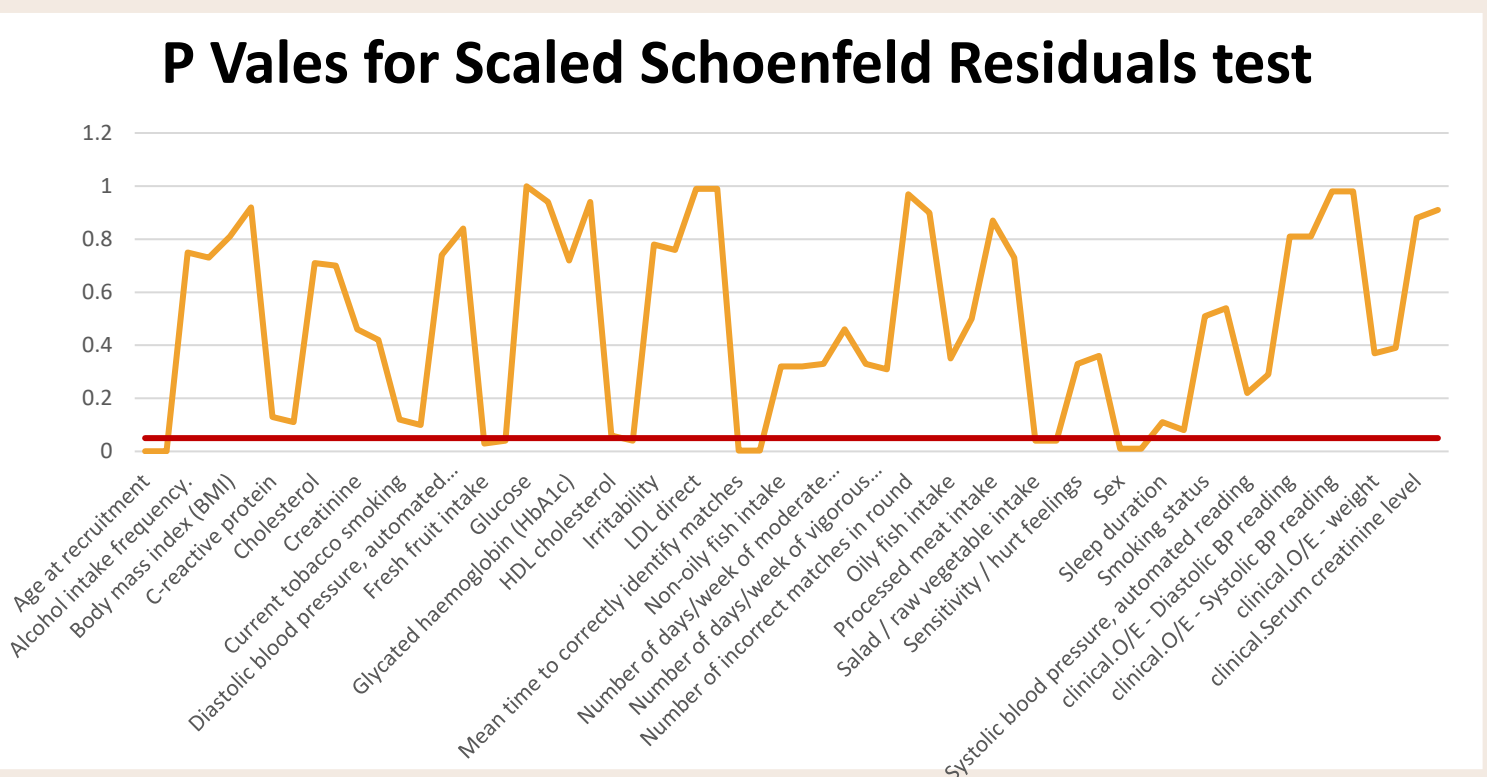 P Vales for Scaled Schoenfeld Residuals test
1.2
1
0.8
0.6
0.4
0.2
0
Age at recruitment
Alcohol intake frequency.
Body mass index (BMI)
C-reactive protein
Cholesterol
Creatinine
Current tobacco smoking
Diastolic blood pressure, automated...
Fresh fruit intake
Glucose
Glycated haemoglobin (HbA1c)
HDL cholesterol
Irritability
LDL direct
Mean time to correctly identify matches
Non-oily fish intake
Number of days/week of moderate...
Number of days/week of vigorous...
Number of incorrect matches in round
Oily fish intake
Processed meat intake
Salad / raw vegetable intake
Sensitivity / hurt feelings
Sex
Sleep duration
Smoking status
Systolic blood pressure, automated reading
clinical.O/E - Diastolic BP reading
clinical.O/E - Systolic BP reading
clinical.O/E - weight
clinical.Serum creatinine level